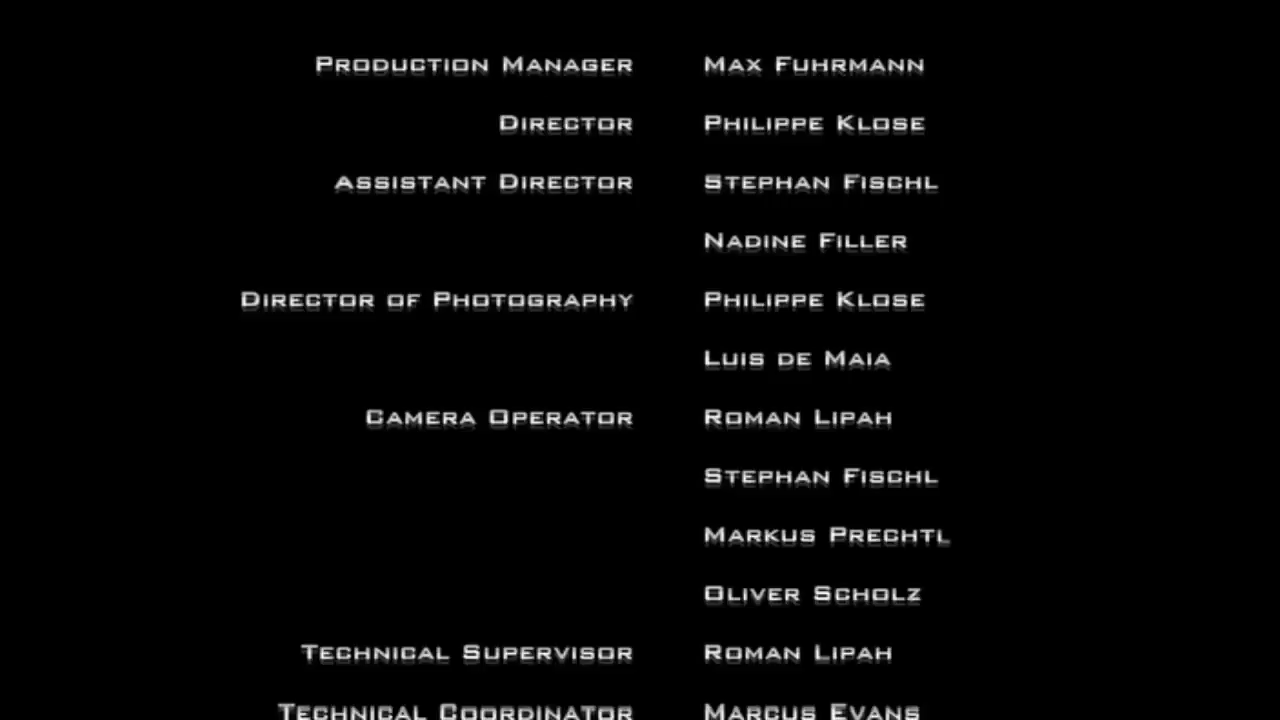 Production Manager Max Fuhrmann
Director Philippe Klose
Assistant Director Stephan Fischl
Nadine Filler
Director of Photography Philippe Klose
Luis de Maia
Camera Operator Roman Lipah
Stephan Fischl
Markus Prechtl
Oliver Scholz
Technical Supervisor Roman Lipah
Technical Coordinator Marcus Evans